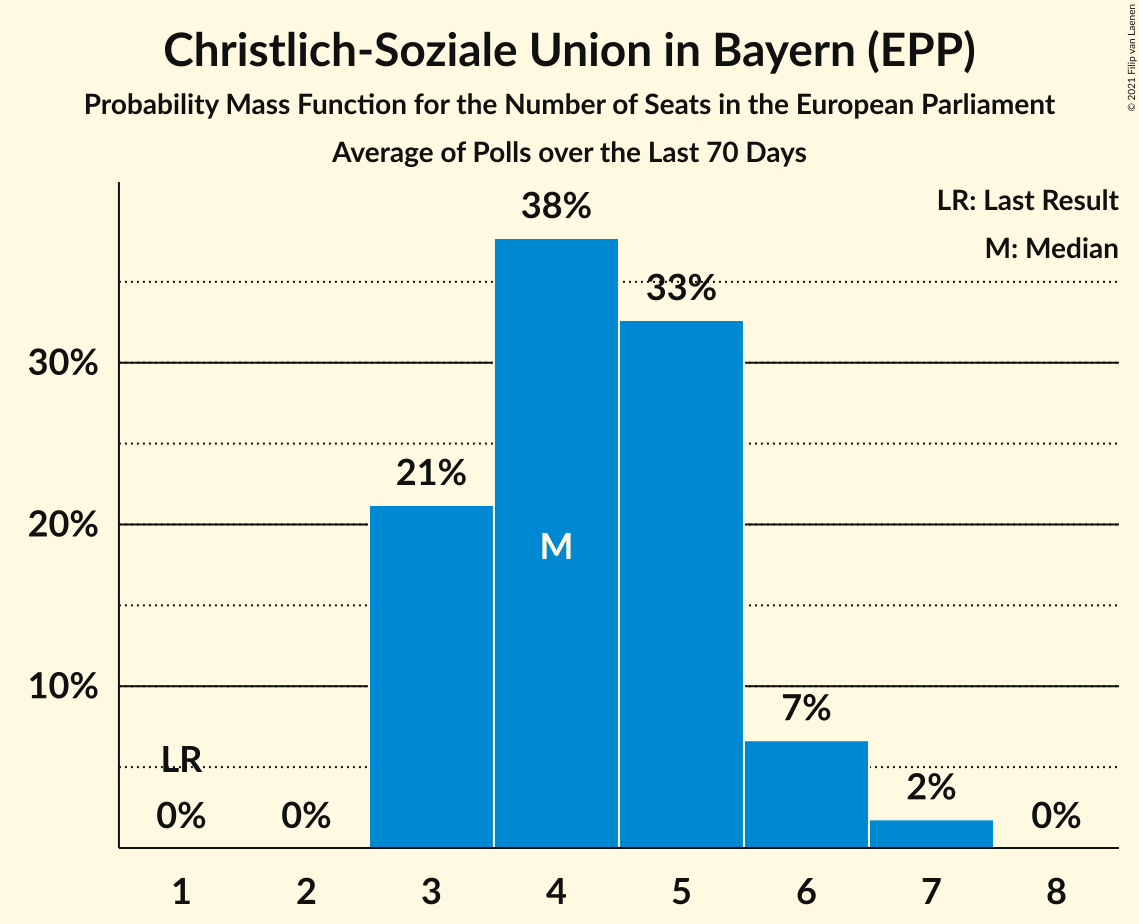 Christlich-Soziale Union in Bayern (EPP)
Probability Mass Function for the Number of Seats in the European Parliament
Average of Polls over the Last 70 Days
© 2021 Filip van Laenen
LR: Last Result
M: Median
38%
33%
30%
21%
20%
M
10%
7%
LR
2%
0%
0%
0%
1 2 3 4 5 6 7 8